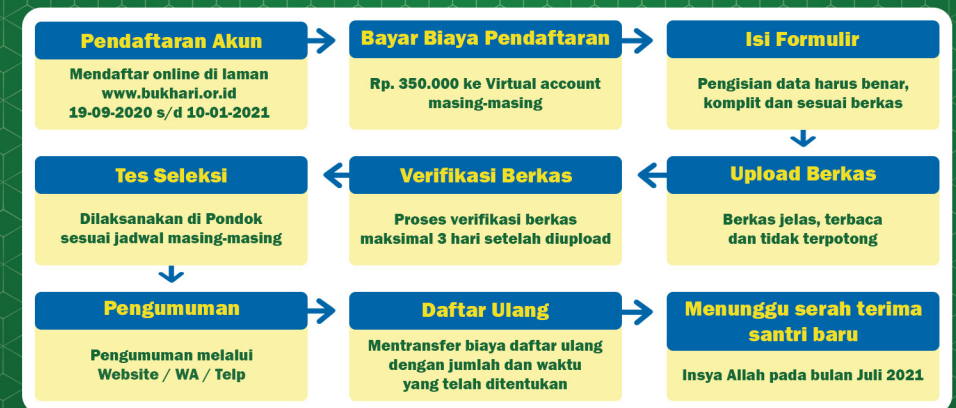 Pendaftaran Akun
Mendaftar online di laman
www.bukhari.or.id
19-09-2020 s/d 10-01-2021
Bayar Biaya Pendaftaran
Rp. 350.000 ke Virtual account
masing-masing
Isi Formulir
Pengisian data harus benar,
komplit dan sesuai berkas
Upload Berkas
Berkas jelas, terbaca
dan tidak terpotong
Verifikasi Berkas
Proses verifikasi berkas
maksimal 3 hari setelah diupload
Tes Seleksi
Dilaksanakan di Pondok
sesuai jadwal masing-masing
Pengumuman
Pengumuman melalui
Website / WA / Telp
Daftar Ulang
Mentransfer biaya daftar ulang
dengan jumlah dan waktu
yang telah ditentukan
Menunggu serah terima
santri baru
Insya Allah pada bulan Juli 2021